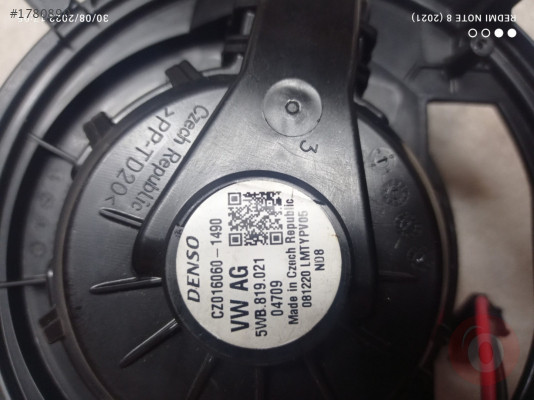 30/08/2022
REDMI NOTE 8 (2021)
Czech Republic
>PP-TD20<
3
DENSO
CZ016060-1490
VW AG
5WB.819.021
04709
Made in Czech Republic
081220 LMTYPV05
N08